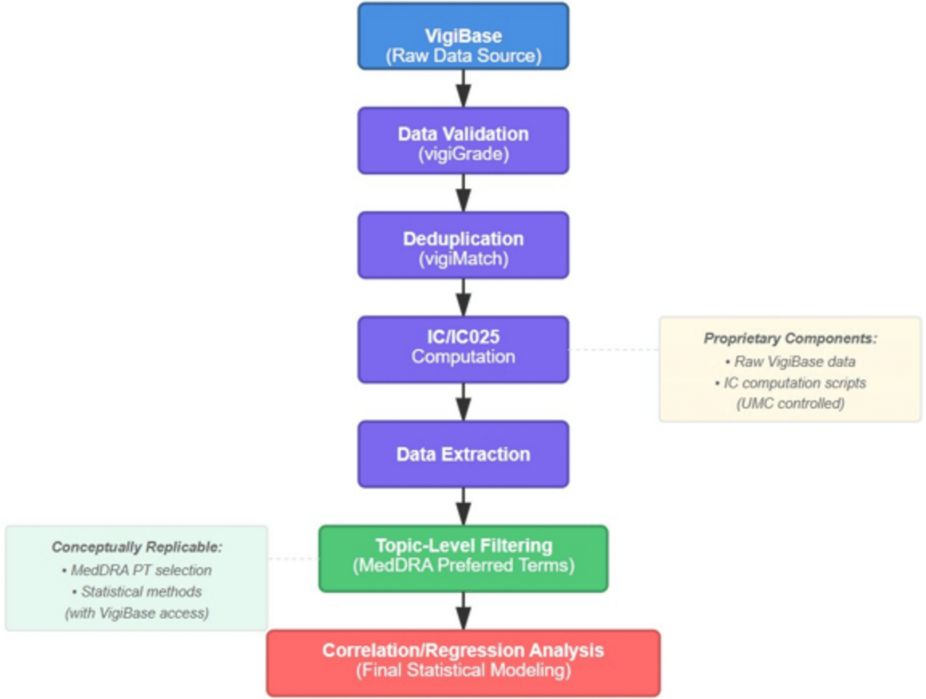 VigiBase
(Raw Data Source)
Data Validation
(vigiGrade)
Deduplication
(vigiMatch)
IC/IC025
Computation
Proprietary Components:
• Raw VigiBase data
• IC computation scripts
(UMC controlled)
Data Extraction
Topic-Level Filtering
(MedDRA Preferred Terms)
Conceptually Replicable:
• MedDRA PT selection
• Statistical methods
(with VigiBase access)
Correlation/Regression Analysis
(Final Statistical Modeling)